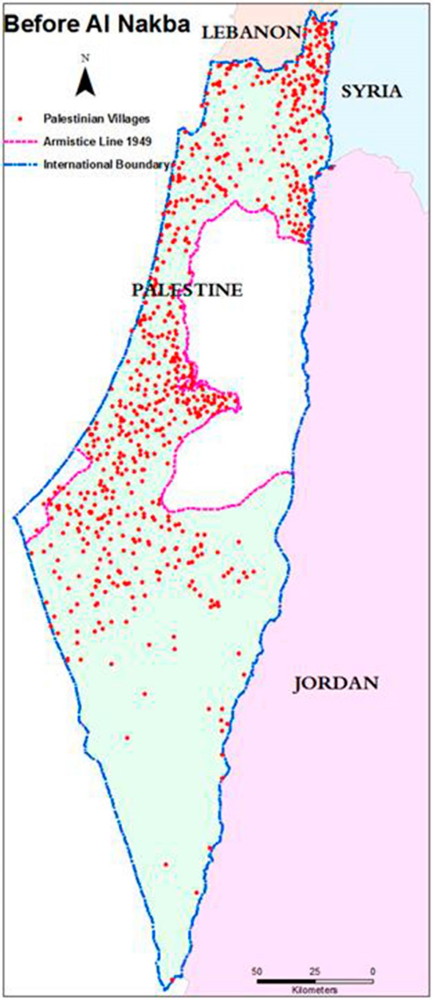 Before Al Nakba
LEBANON
N
SYRIA
Palestinian Villages
Armistice Line 1949
International Boundary
PALESTINE
JORDAN
50 25 0
Kilometers